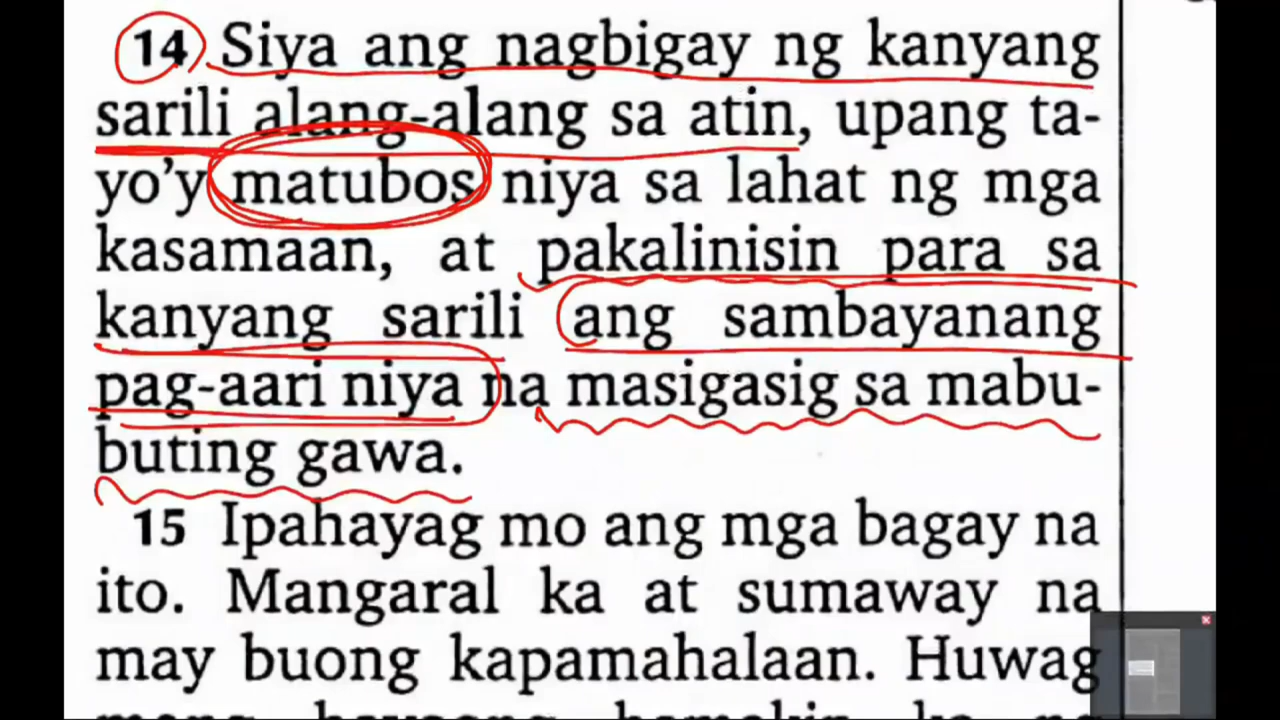 14 Siya ang nagbigay ng kanyang
sarili alang-alang sa atin, upang ta-
yo'y matubos niya sa lahat ng mga
kasamaan, at pakalinisin para sa
kanyang sarili ang sambayanang
pag-aari niya na masigasig sa mabu-
buting gawa.
15 Ipahayag mo ang mga bagay na
ito. Mangaral ka at sumaway na
may buong kapamahalaan. Huwag